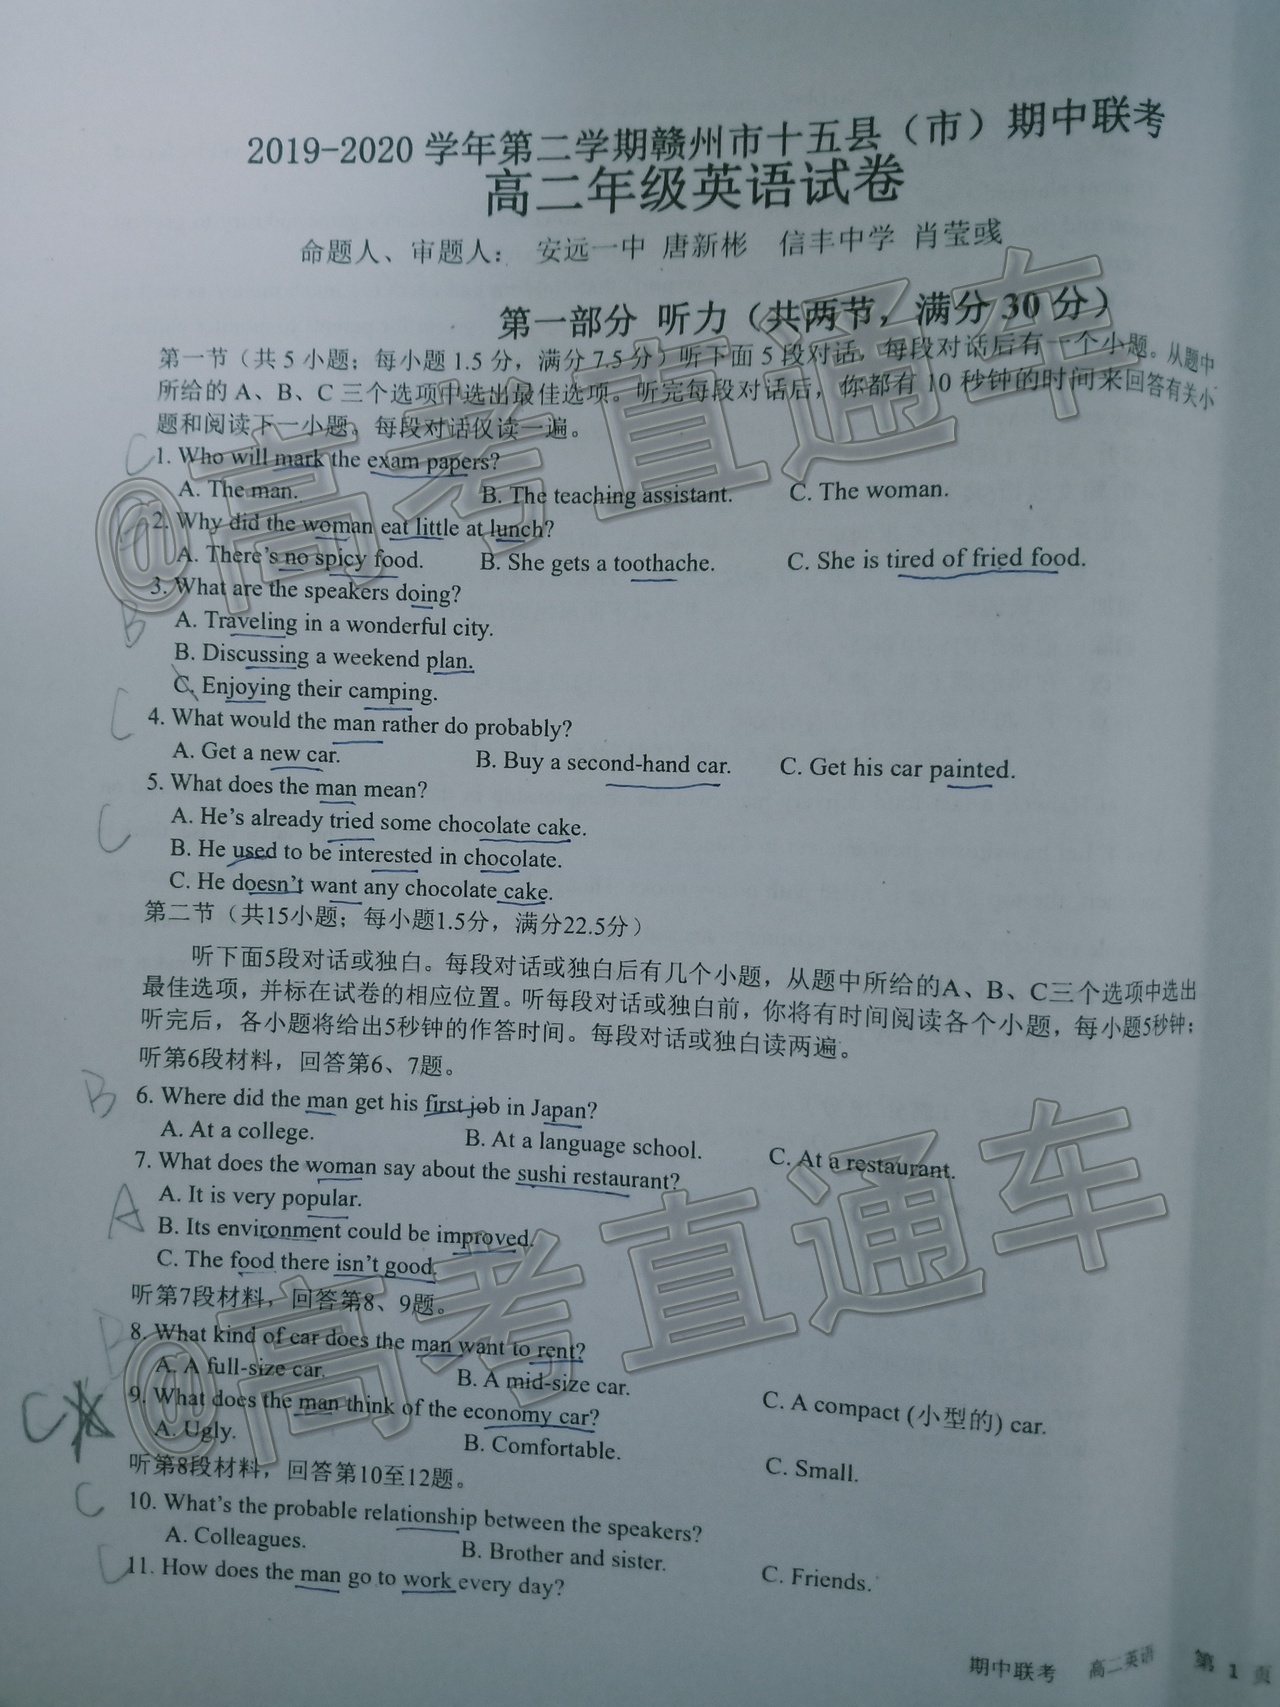 2019-2020 学年第二学期赣州市十五县（市）期中联考
高二年级英语试卷
命题人、审题人： 安远一中 唐新彬 信丰中学 肖莹彧
第一部分 听力（共两节，满分 30 分）
第一节（共 5 小题；每小题 1.5 分，满分 7.5 分）听下面 5 段对话，每段对话后有一个小题。从题中
所给的 A、B、C 三个选项中选出最佳选项。听完每段对话后，你都有 10 秒钟的时间来回答有关小
题和阅读下一小题。每段对话仅读一遍。
C 1. Who will mark the exam papers?
A. The man. B. The teaching assistant. C. The woman.
2. Why did the woman eat little at lunch?
A. There's no spicy food. B. She gets a toothache. C. She is tired of fried food.
B 3. What are the speakers doing?
A. Traveling in a wonderful city.
B. Discussing a weekend plan.
C. Enjoying their camping.
C 4. What would the man rather do probably?
A. Get a new car. B. Buy a second-hand car. C. Get his car painted.
C 5. What does the man mean?
A. He's already tried some chocolate cake.
B. He used to be interested in chocolate.
C. He doesn't want any chocolate cake.
第二节（共15小题；每小题1.5分，满分22.5分）
听下面5段对话或独白。每段对话或独白后有几个小题，从题中所给的A、B、C三个选项中选出
最佳选项，并标在试卷的相应位置。听每段对话或独白前，你将有时间阅读各个小题，每小题5秒钟；
听完后，各小题将给出5秒钟的作答时间。每段对话或独白读两遍。
听第6段材料，回答第6、7题。
B 6. Where did the man get his first job in Japan?
A. At a college. B. At a language school. C. At a restaurant.
A 7. What does the woman say about the sushi restaurant?
A. It is very popular.
B. Its environment could be improved.
C. The food there isn't good.
听第7段材料，回答第8、9题。
B 8. What kind of car does the man want to rent?
A. A full-size car. B. A mid-size car. C. A compact (小型的) car.
C 9. What does the man think of the economy car?
A. Ugly. B. Comfortable. C. Small.
听第8段材料，回答第10至12题。
C 10. What's the probable relationship between the speakers?
A. Colleagues. B. Brother and sister. C. Friends.
C 11. How does the man go to work every day?
期中联考 高二英语 第 1 页
@高考直通车
@高考直通车